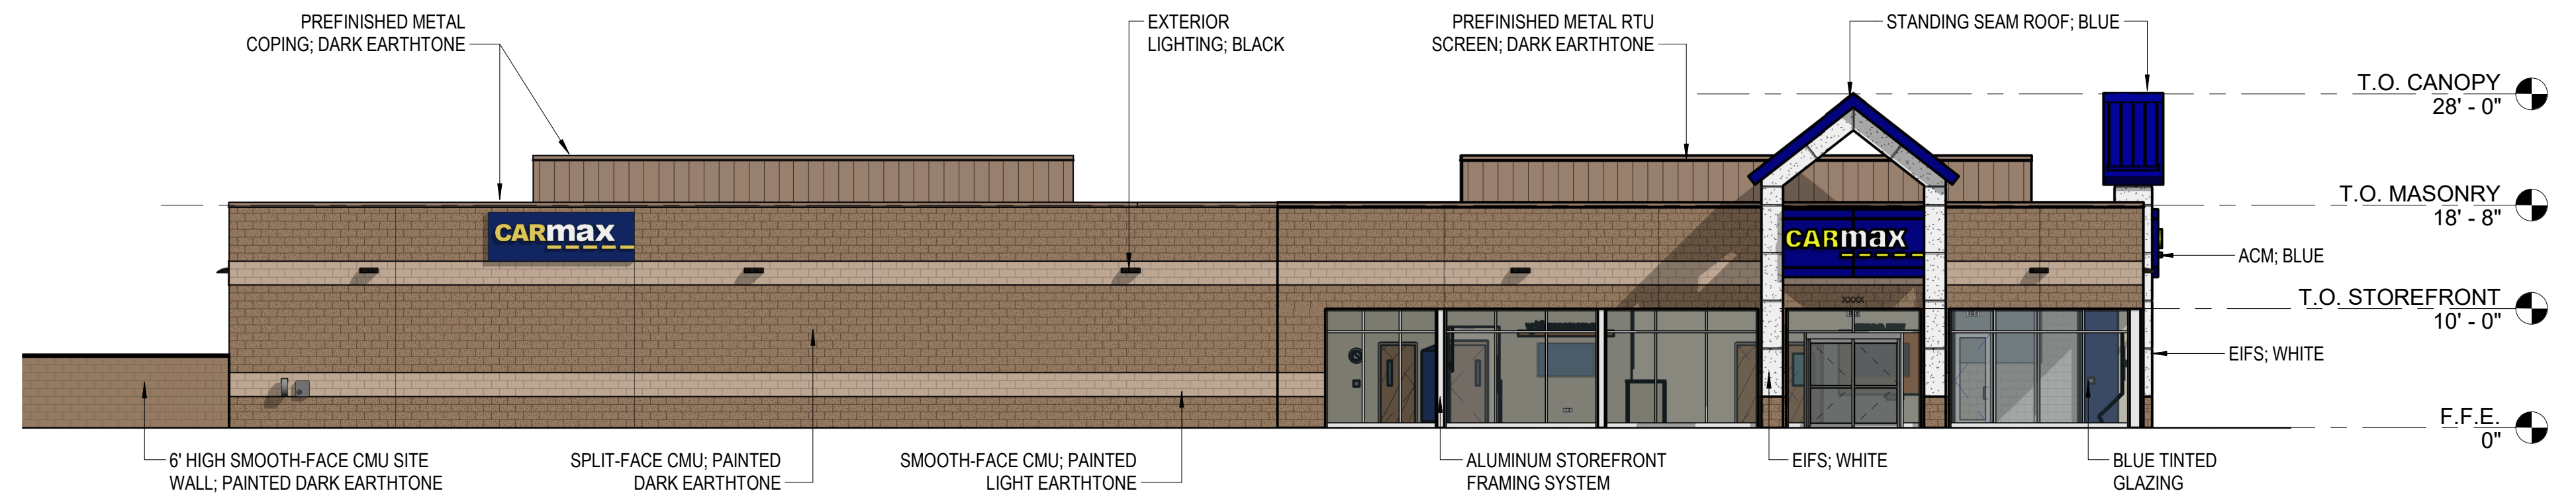 PREFINISHED METAL
COPING; DARK EARTHTONE
EXTERIOR
LIGHTING; BLACK
PREFINISHED METAL RTU
SCREEN; DARK EARTHTONE
STANDING SEAM ROOF; BLUE
T.O. CANOPY
28' - 0"
T.O. MASONRY
18' - 8"
CARmax
CARmax
ACM; BLUE
T.O. STOREFRONT
10' - 0"
XXXX
EIFS; WHITE
F.F.E.
0"
6' HIGH SMOOTH-FACE CMU SITE
WALL; PAINTED DARK EARTHTONE
SPLIT-FACE CMU; PAINTED
DARK EARTHTONE
SMOOTH-FACE CMU; PAINTED
LIGHT EARTHTONE
ALUMINUM STOREFRONT
FRAMING SYSTEM
EIFS; WHITE
BLUE TINTED
GLAZING